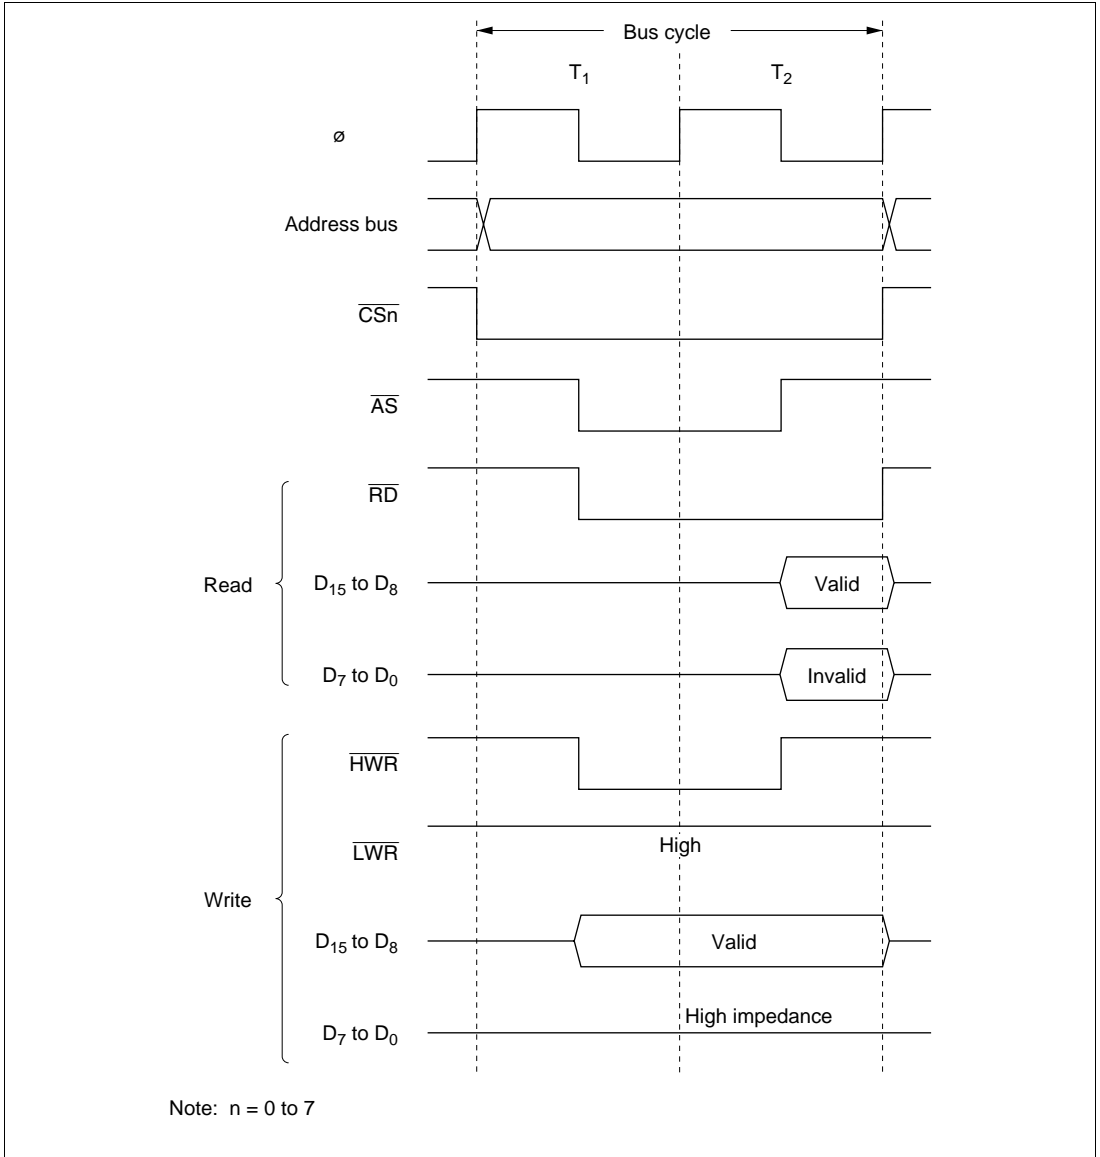 Bus cycle
T1 T2
ø
Address bus
CSn
AS
RD
Read
D15 to D8 Valid
D7 to D0 Invalid
HWR
LWR High
Write
D15 to D8 Valid
D7 to D0 High impedance
Note: n = 0 to 7